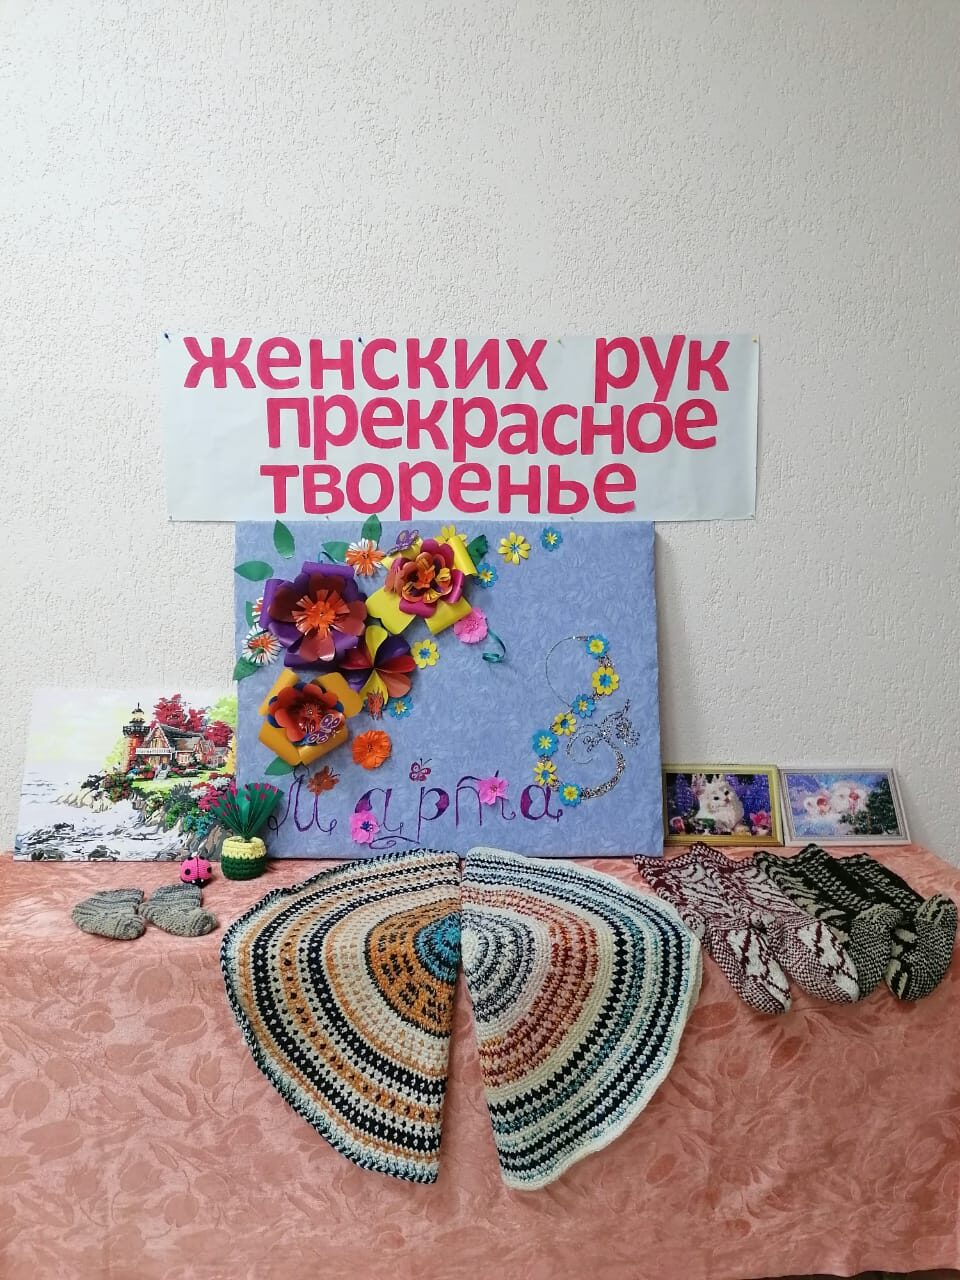 женских рук
прекрасное
творенье
8
Марта